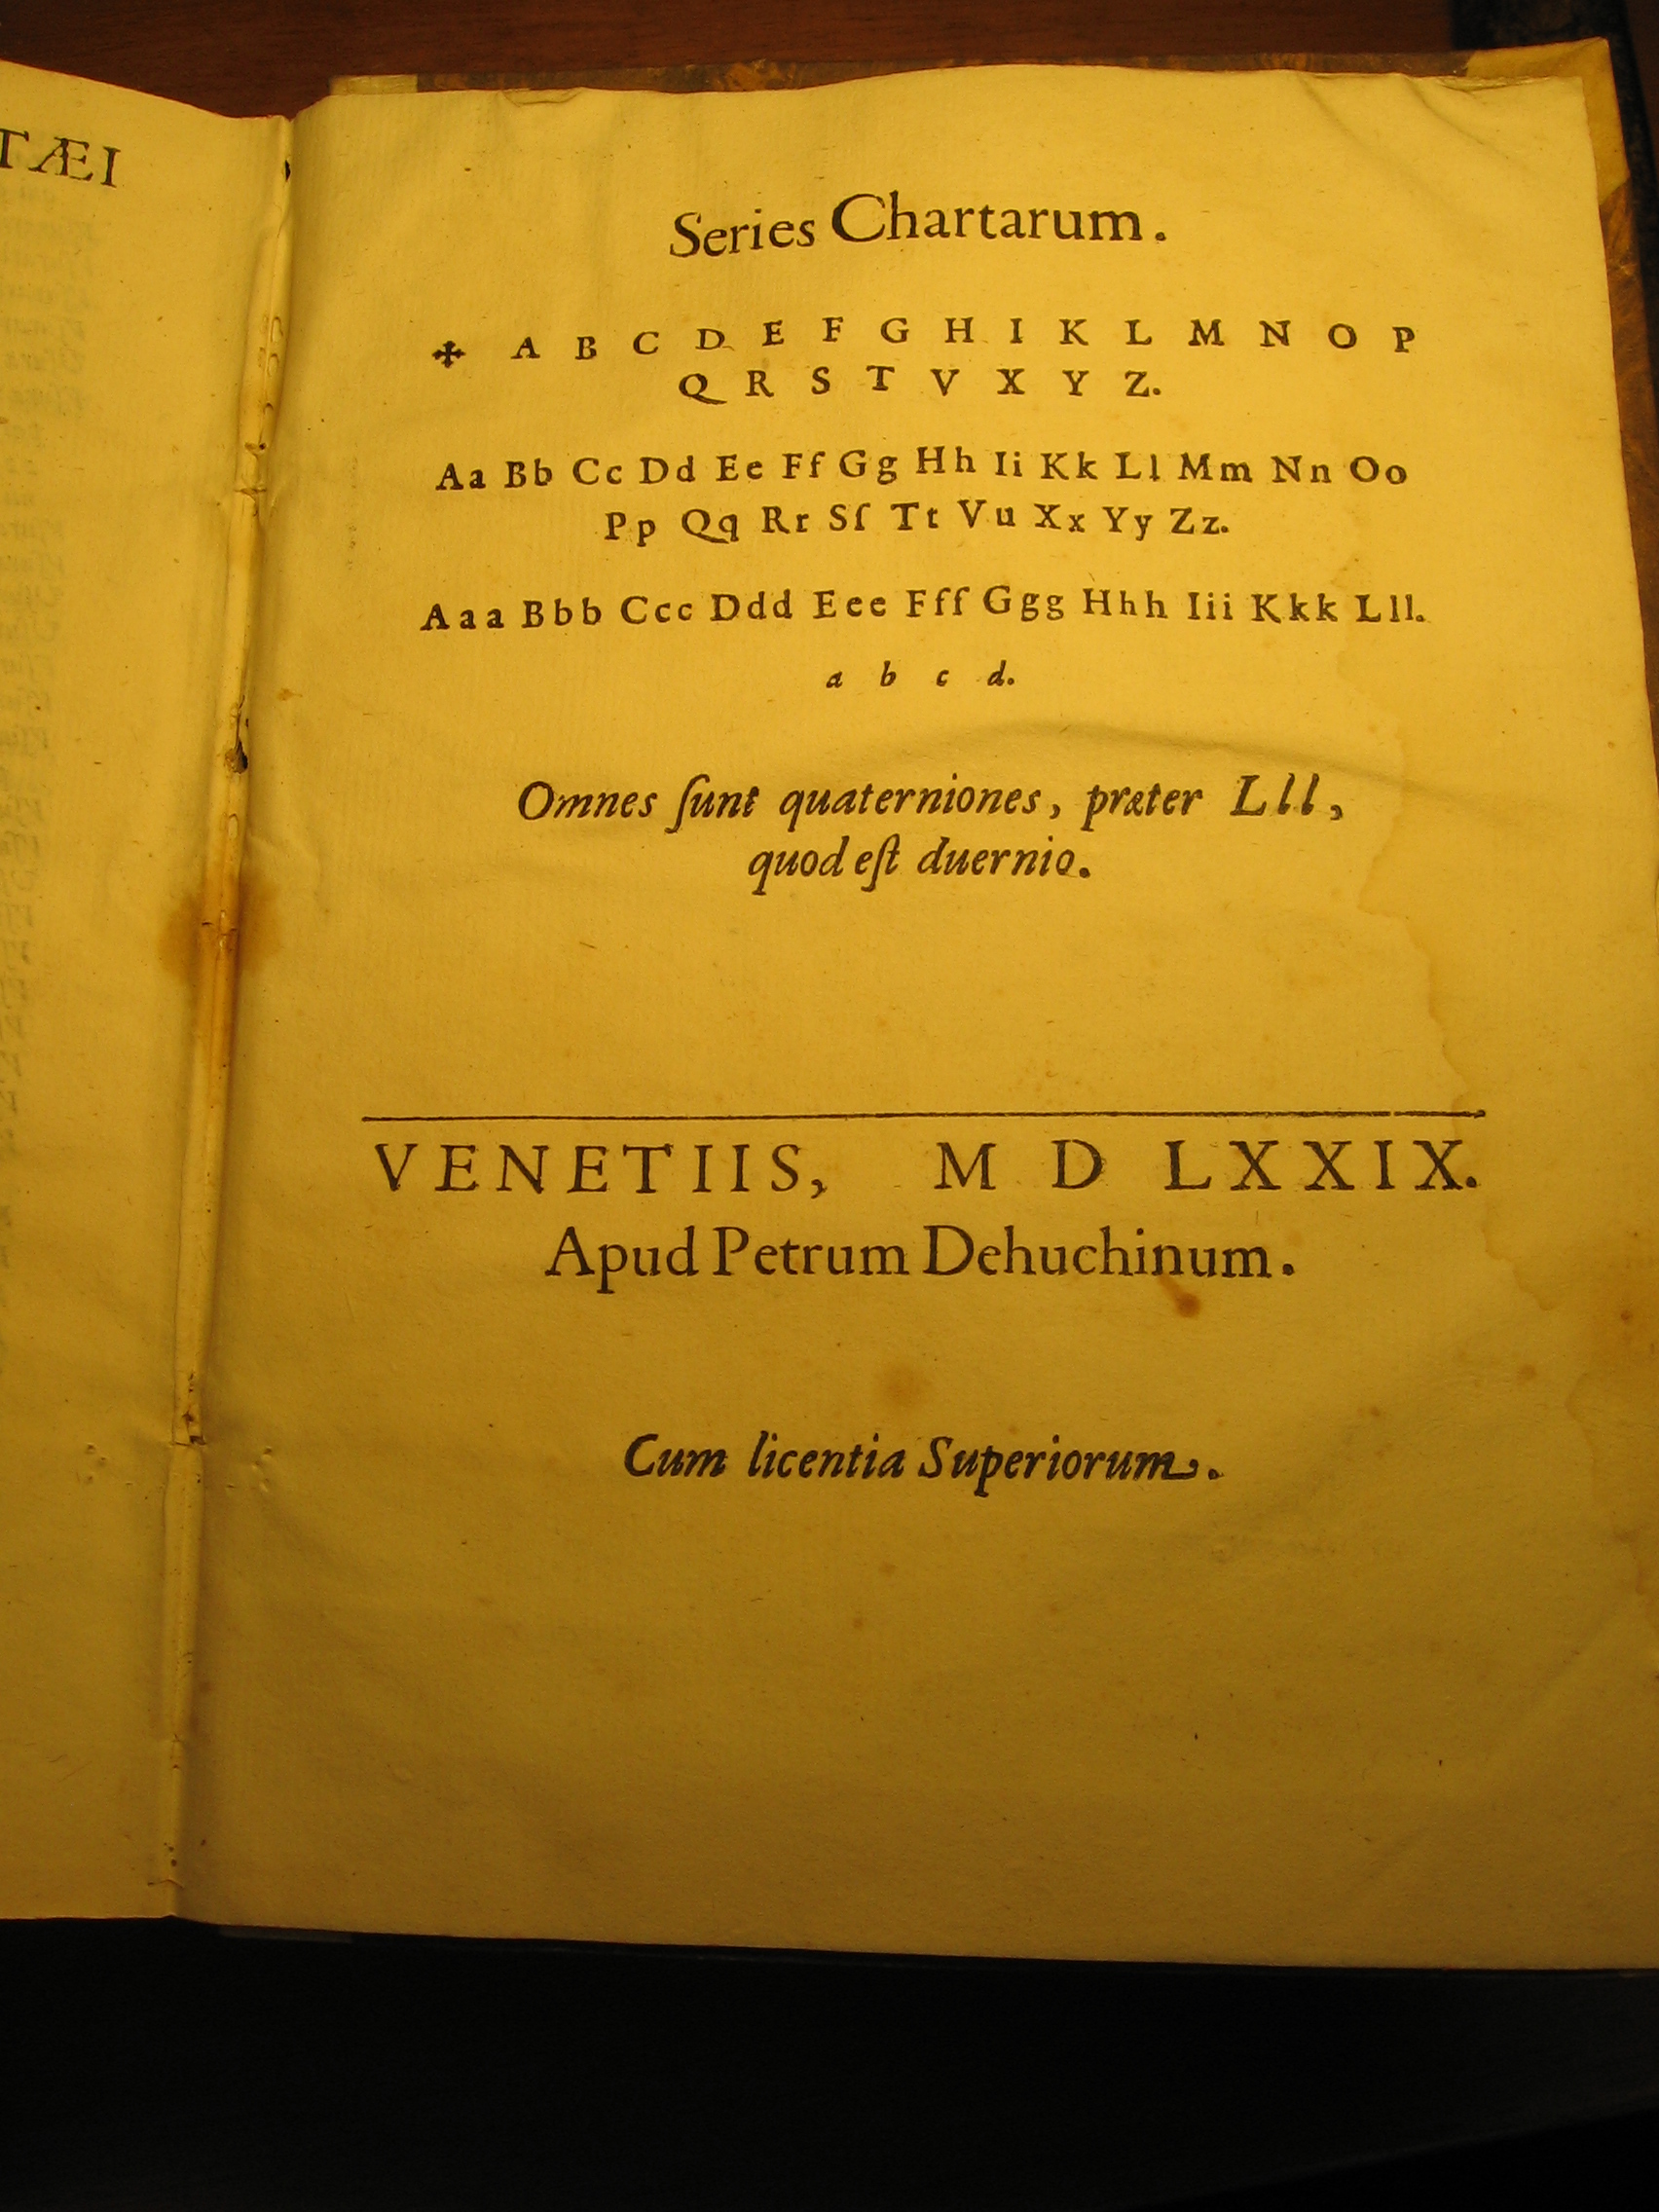 TÆI
Series Chartarum.
✠ A B C D E F G H I K L M N O P
Q R S T V X Y Z.
Aa Bb Cc Dd Ee Ff Gg Hh Ii Kk Ll Mm Nn Oo
Pp Qq Rr Sſ Tt Vu Xx Yy Zz.
Aaa Bbb Ccc Ddd Eee Fff Ggg Hhh Iii Kkk Lll.
a b c d.
Omnes ſunt quaterniones, præter Lll,
quod eſt duernio.
VENETIIS, M D LXXIX.
Apud Petrum Dehuchinum.
Cum licentia Superiorum.